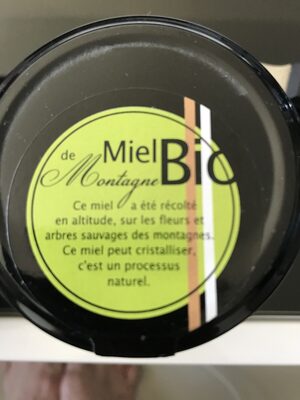 Miel Bio
de Montagne
Ce miel a été récolté
en altitude, sur les fleurs et
arbres sauvages des montagnes.
Ce miel peut cristalliser,
c'est un processus
naturel.